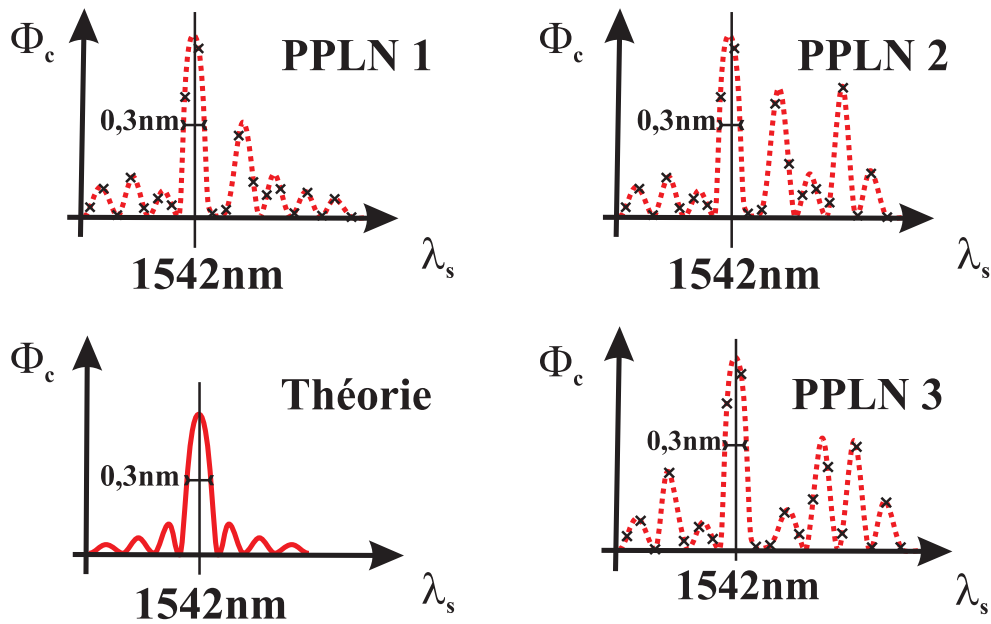 Φc
PPLN 1
0,3nm
1542nm
λs
Φc
PPLN 2
0,3nm
1542nm
λs
Φc
Théorie
0,3nm
1542nm
λs
Φc
PPLN 3
0,3nm
1542nm
λs